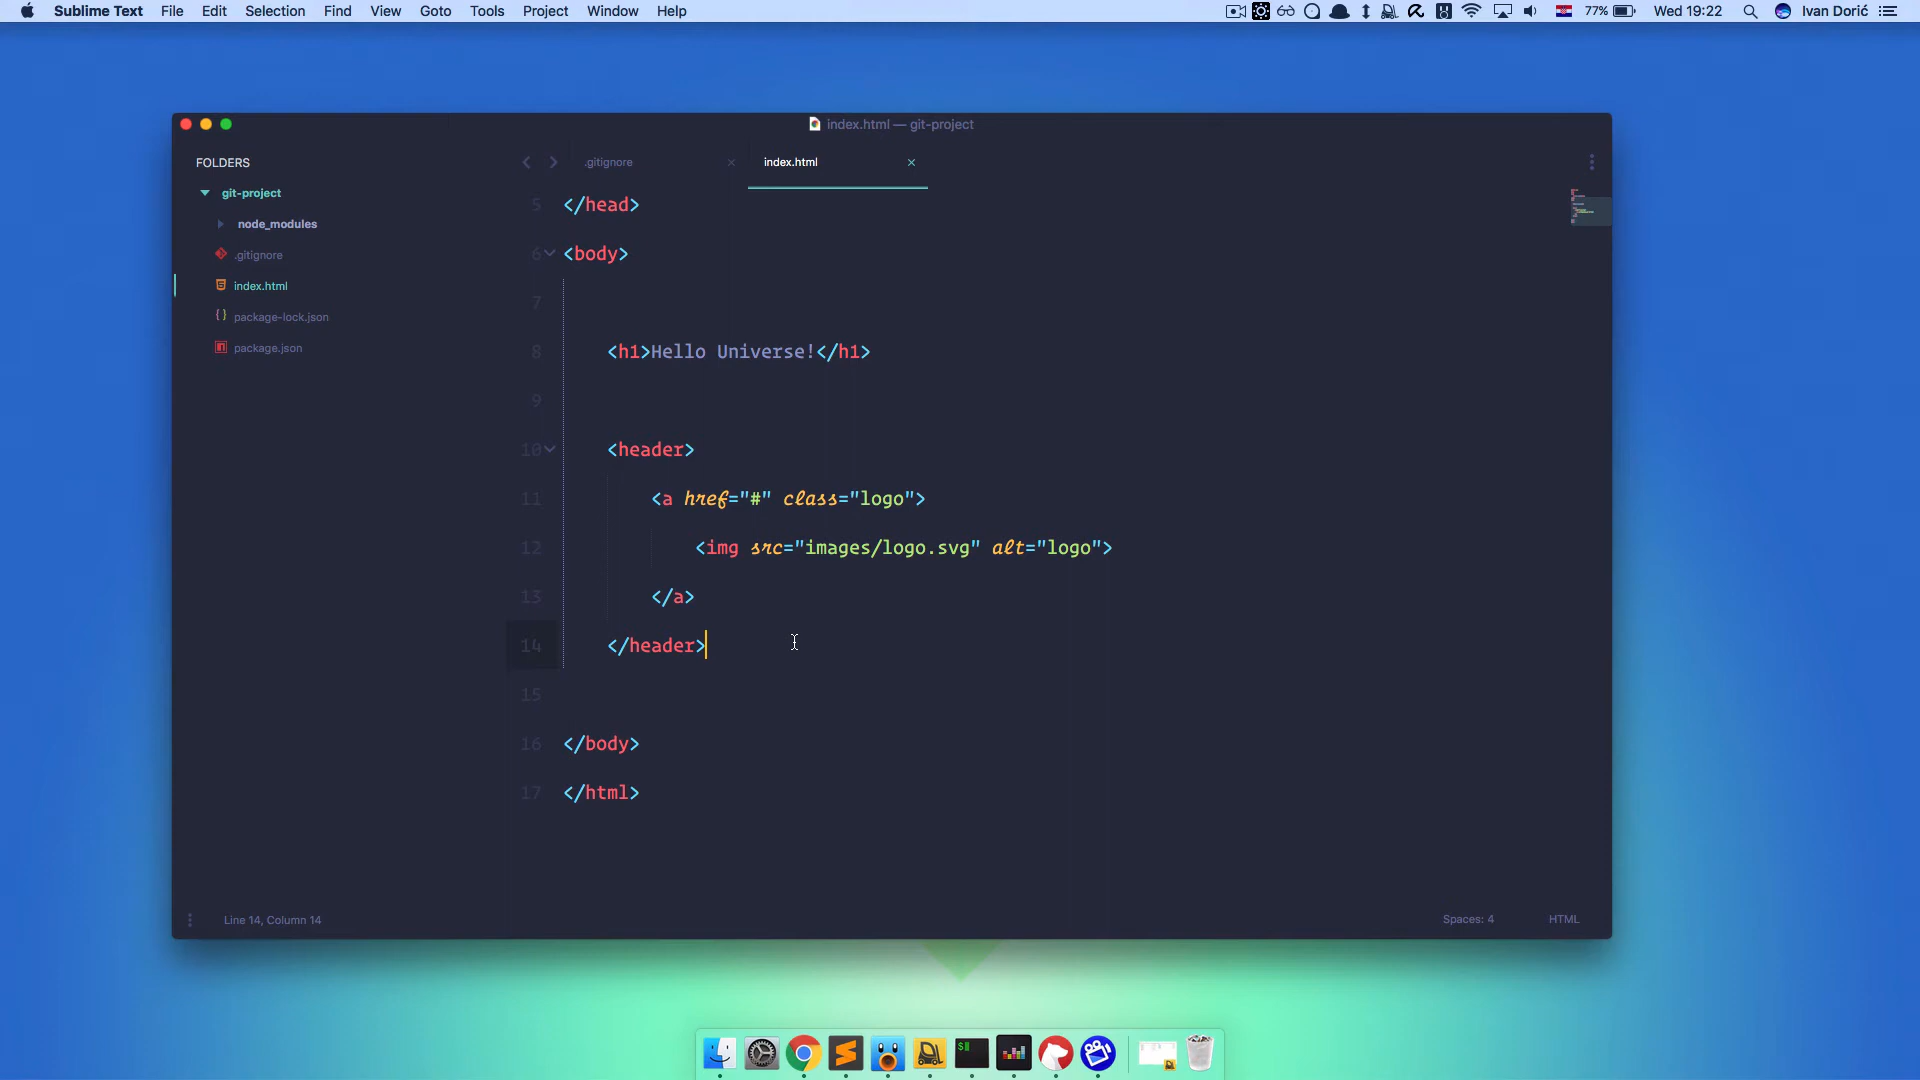 Sublime Text File Edit Selection Find View Goto Tools Project Window Help 77% Wed 19:22 Ivan Dorić
index.html — git-project
FOLDERS
git-project
node_modules
.gitignore
index.html
package-lock.json
package.json
.gitignore
index.html
5 </head>
6 <body>
7
8 <h1>Hello Universe!</h1>
9
10 <header>
11 <a href="#" class="logo">
12 <img src="images/logo.svg" alt="logo">
13 </a>
14 </header>
15
16 </body>
17 </html>
Line 14, Column 14
Spaces: 4
HTML